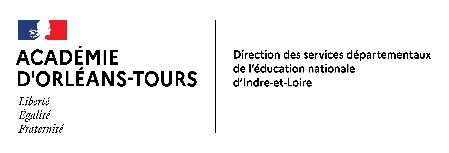 ACADÉMIE
D'ORLÉANS-TOURS
Liberté
Égalité
Fraternité
Direction des services départementaux
de l'éducation nationale
d'Indre-et-Loire